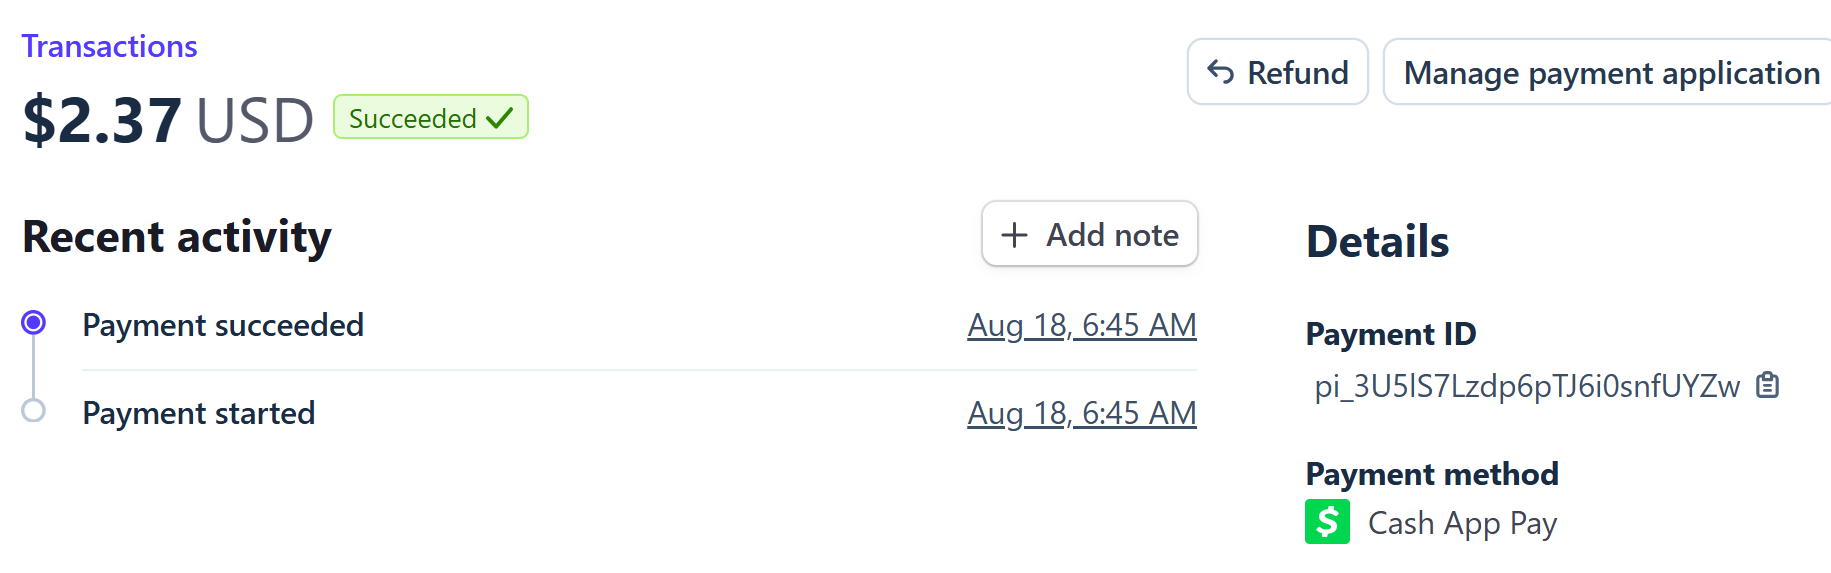 Transactions
Refund
Manage payment application
$2.37 USD
Succeeded
Recent activity
Add note
Payment succeeded
Aug 18, 6:45 AM
Payment started
Aug 18, 6:45 AM
Details
Payment ID
pi_3U5lS7Lzdp6pTJ6i0snfUYZw
Payment method
$ Cash App Pay